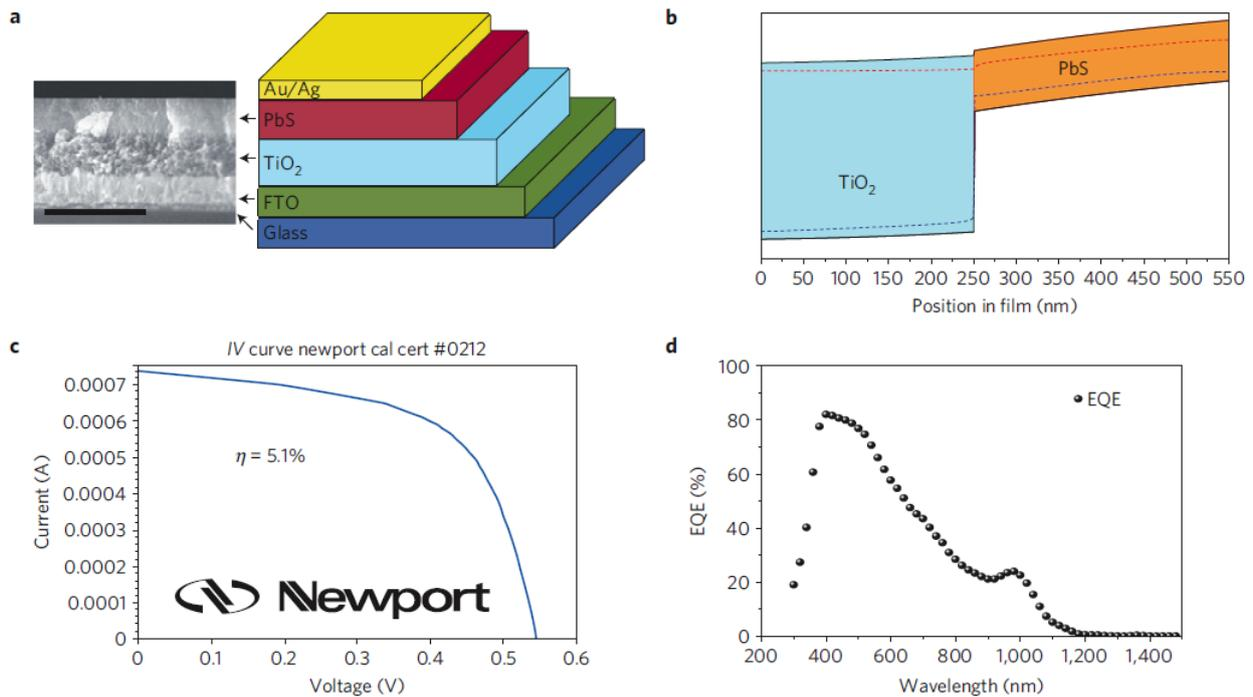 a
Au/Ag
PbS
TiO₂
FTO
Glass
b
PbS
TiO₂
0 50 100 150 200 250 300 350 400 450 500 550
Position in film (nm)
c
IV curve newport cal cert #0212
Current (A)
0.0007
0.0006
0.0005
0.0004
0.0003
0.0002
0.0001
0
η = 5.1%
Newport
0 0.1 0.2 0.3 0.4 0.5 0.6
Voltage (V)
d
EQE (%)
100
80
60
40
20
0
EQE
200 400 600 800 1,000 1,200 1,400
Wavelength (nm)